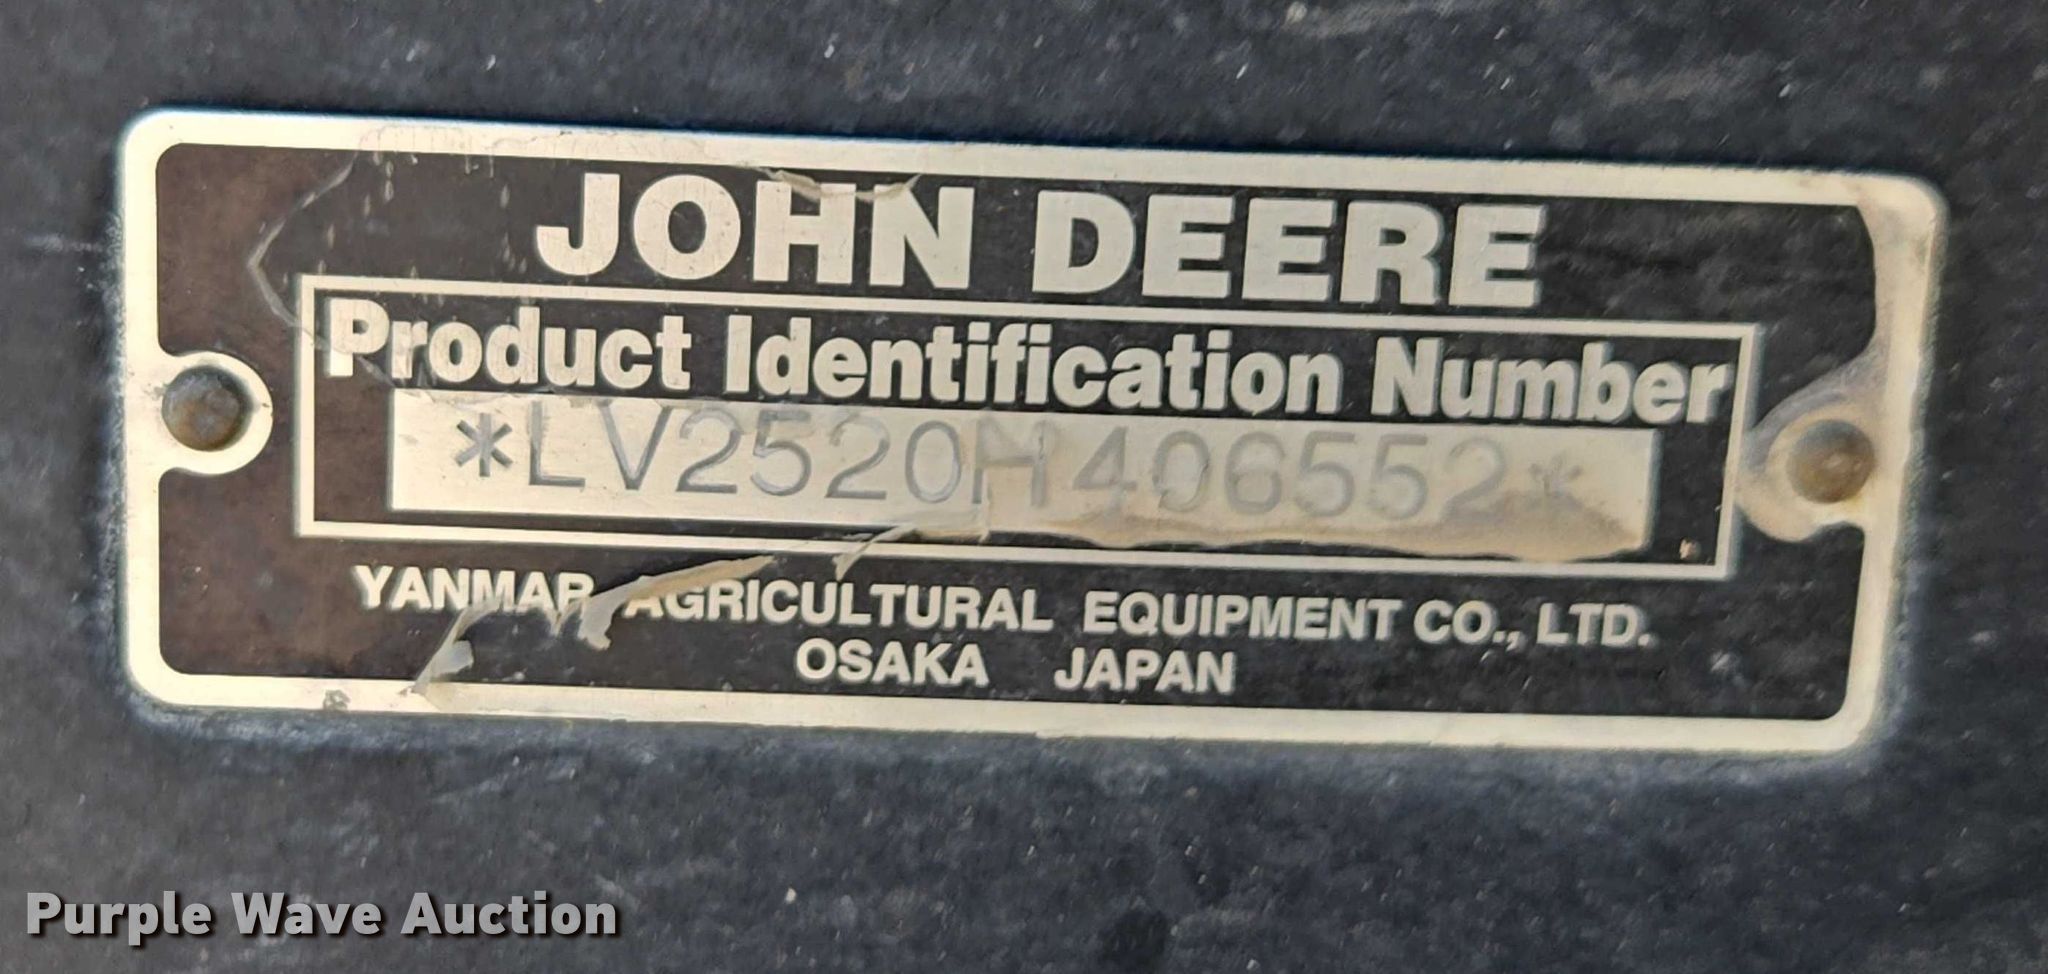 JOHN DEERE
Product Identification Number
*LV2520H406552*
YANMAR AGRICULTURAL EQUIPMENT CO., LTD.
OSAKA JAPAN
Purple Wave Auction